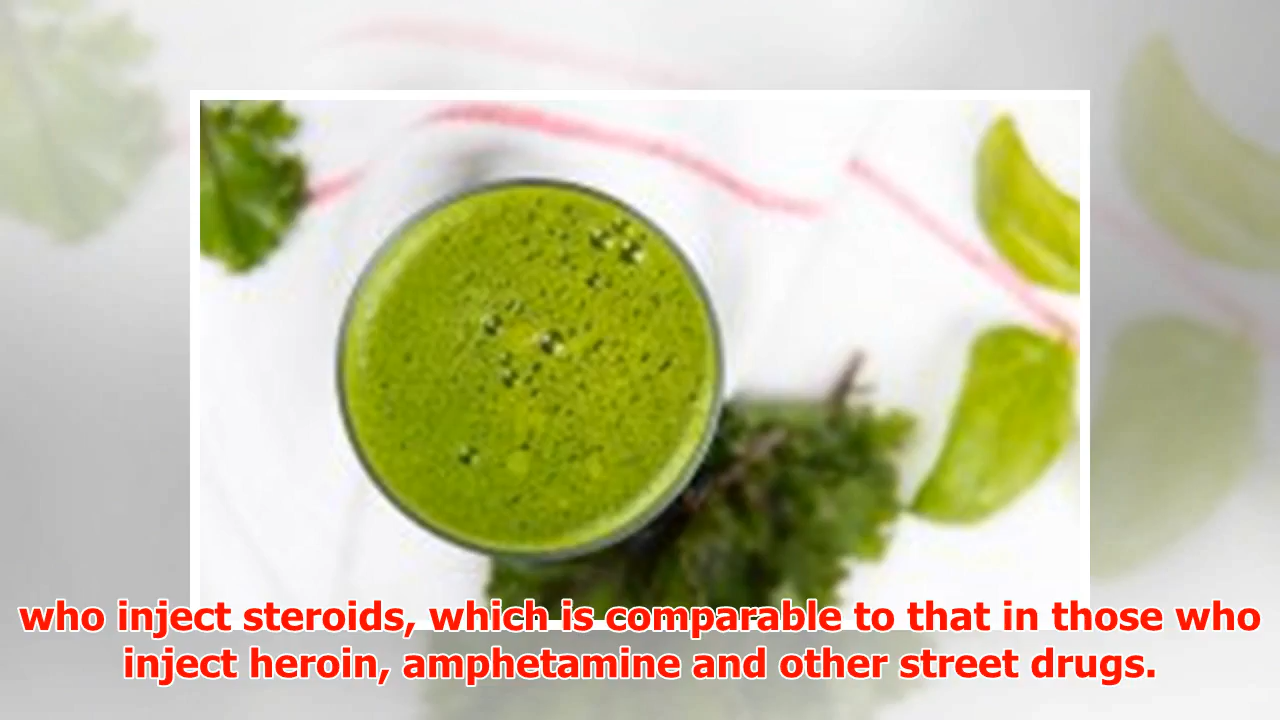 who inject steroids, which is comparable to that in those who
inject heroin, amphetamine and other street drugs.